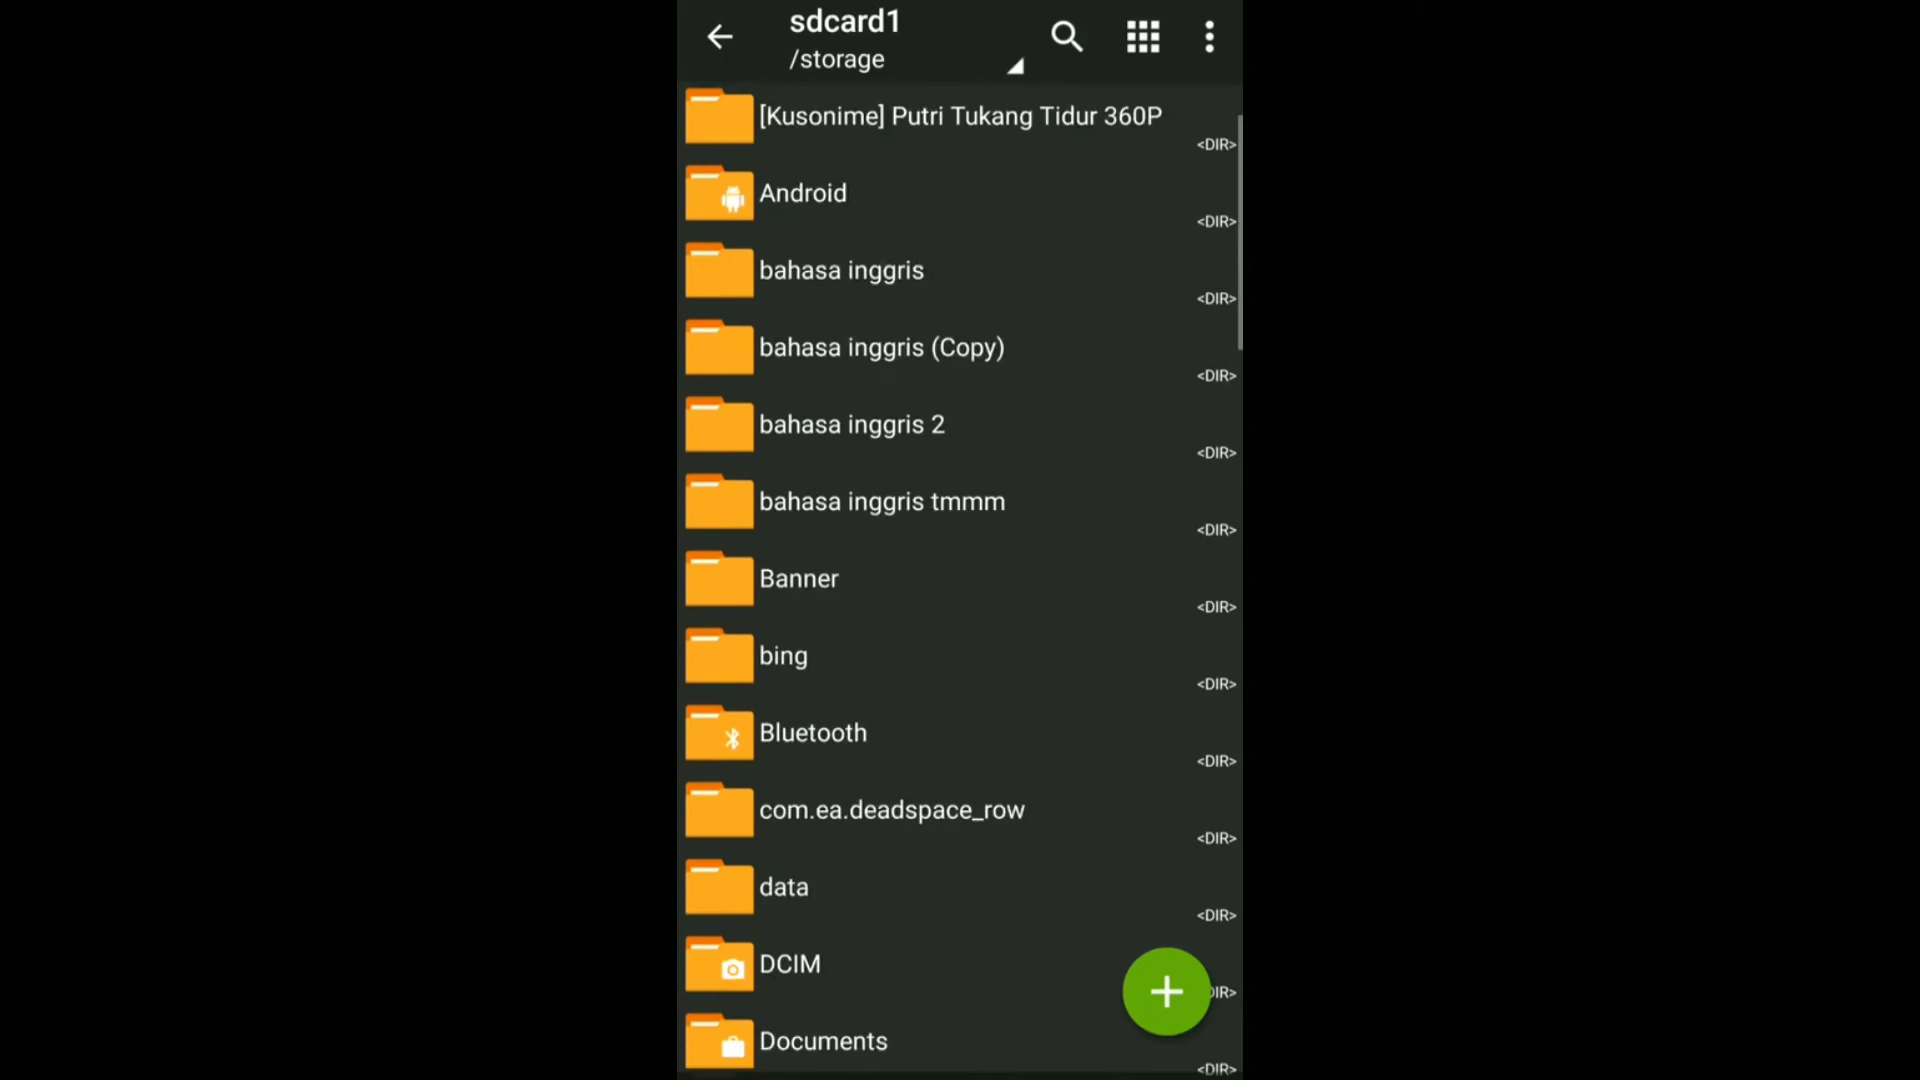 sdcard1
/storage
[Kusonime] Putri Tukang Tidur 360P
<DIR>
Android
<DIR>
bahasa inggris
<DIR>
bahasa inggris (Copy)
<DIR>
bahasa inggris 2
<DIR>
bahasa inggris tmmm
<DIR>
Banner
<DIR>
bing
<DIR>
Bluetooth
<DIR>
com.ea.deadspace_row
<DIR>
data
<DIR>
DCIM
IR>
Documents
<DIR>